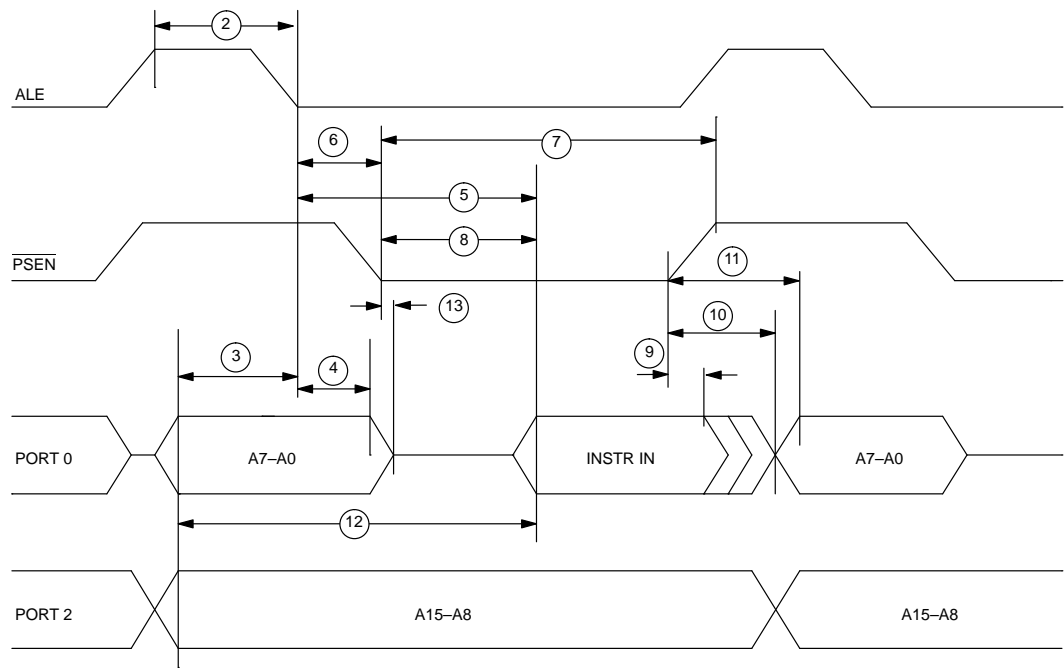 2
ALE
6
7
5
8
PSEN
11
13
10
3
4
9
PORT 0
A7–A0
INSTR IN
A7–A0
12
PORT 2
A15–A8
A15–A8